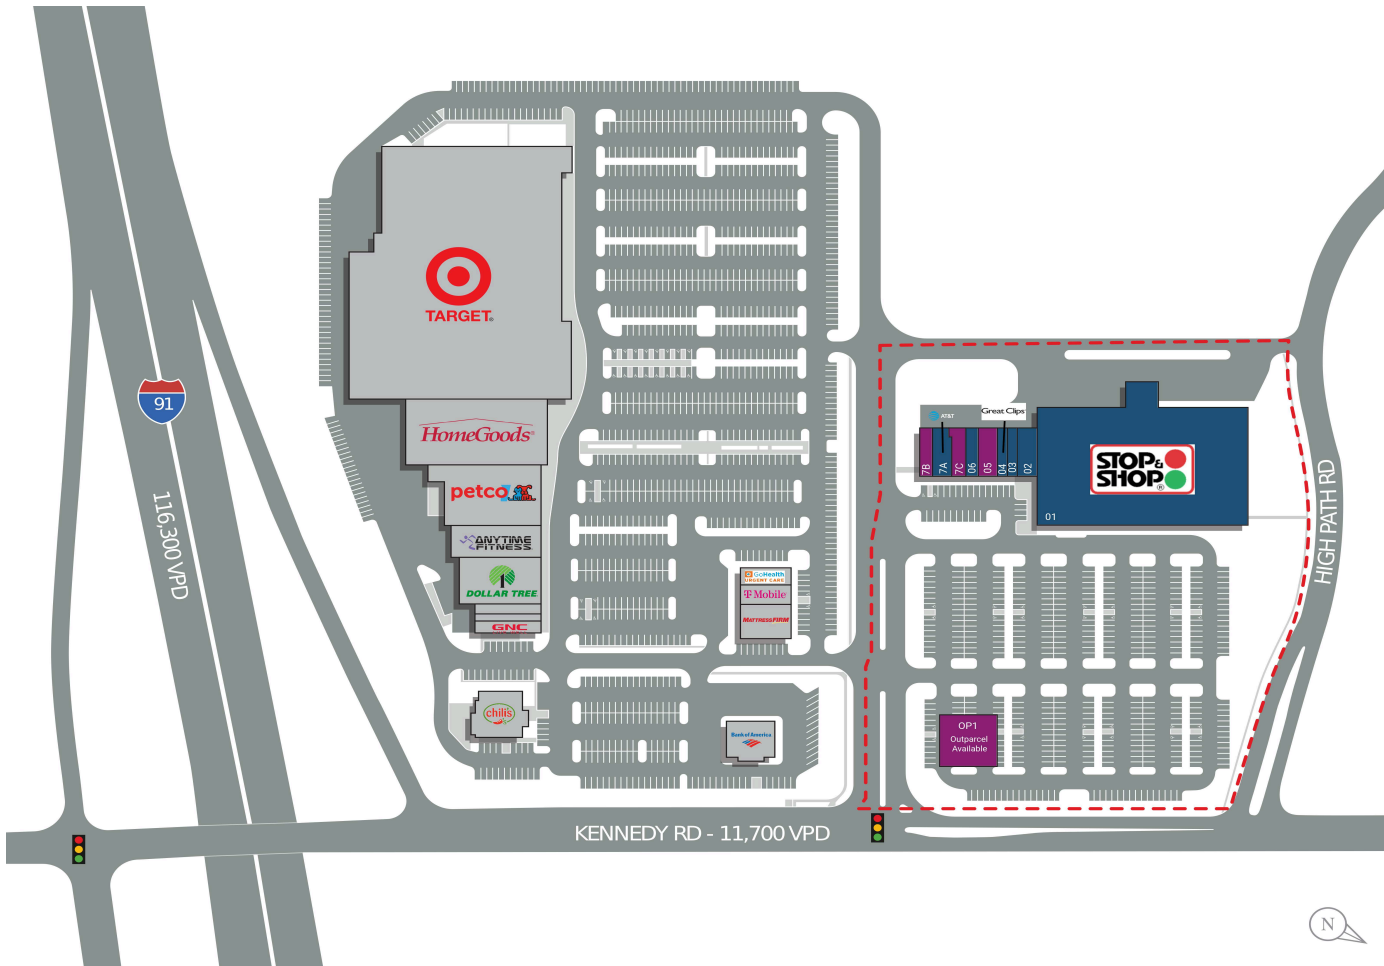 TARGET
91
116,300 VPD
HomeGoods
petco
ANYTIME
FITNESS
DOLLAR TREE
GNC
chili's
GoHealth
URGENT CARE
T Mobile
MATTRESSFIRM
Bank of America
AT&T
Great Clips
7B
7A
7C
06
05
04
03
02
STOP&
SHOP
01
HIGH PATH RD
OP1
Outparcel
Available
KENNEDY RD - 11,700 VPD
N